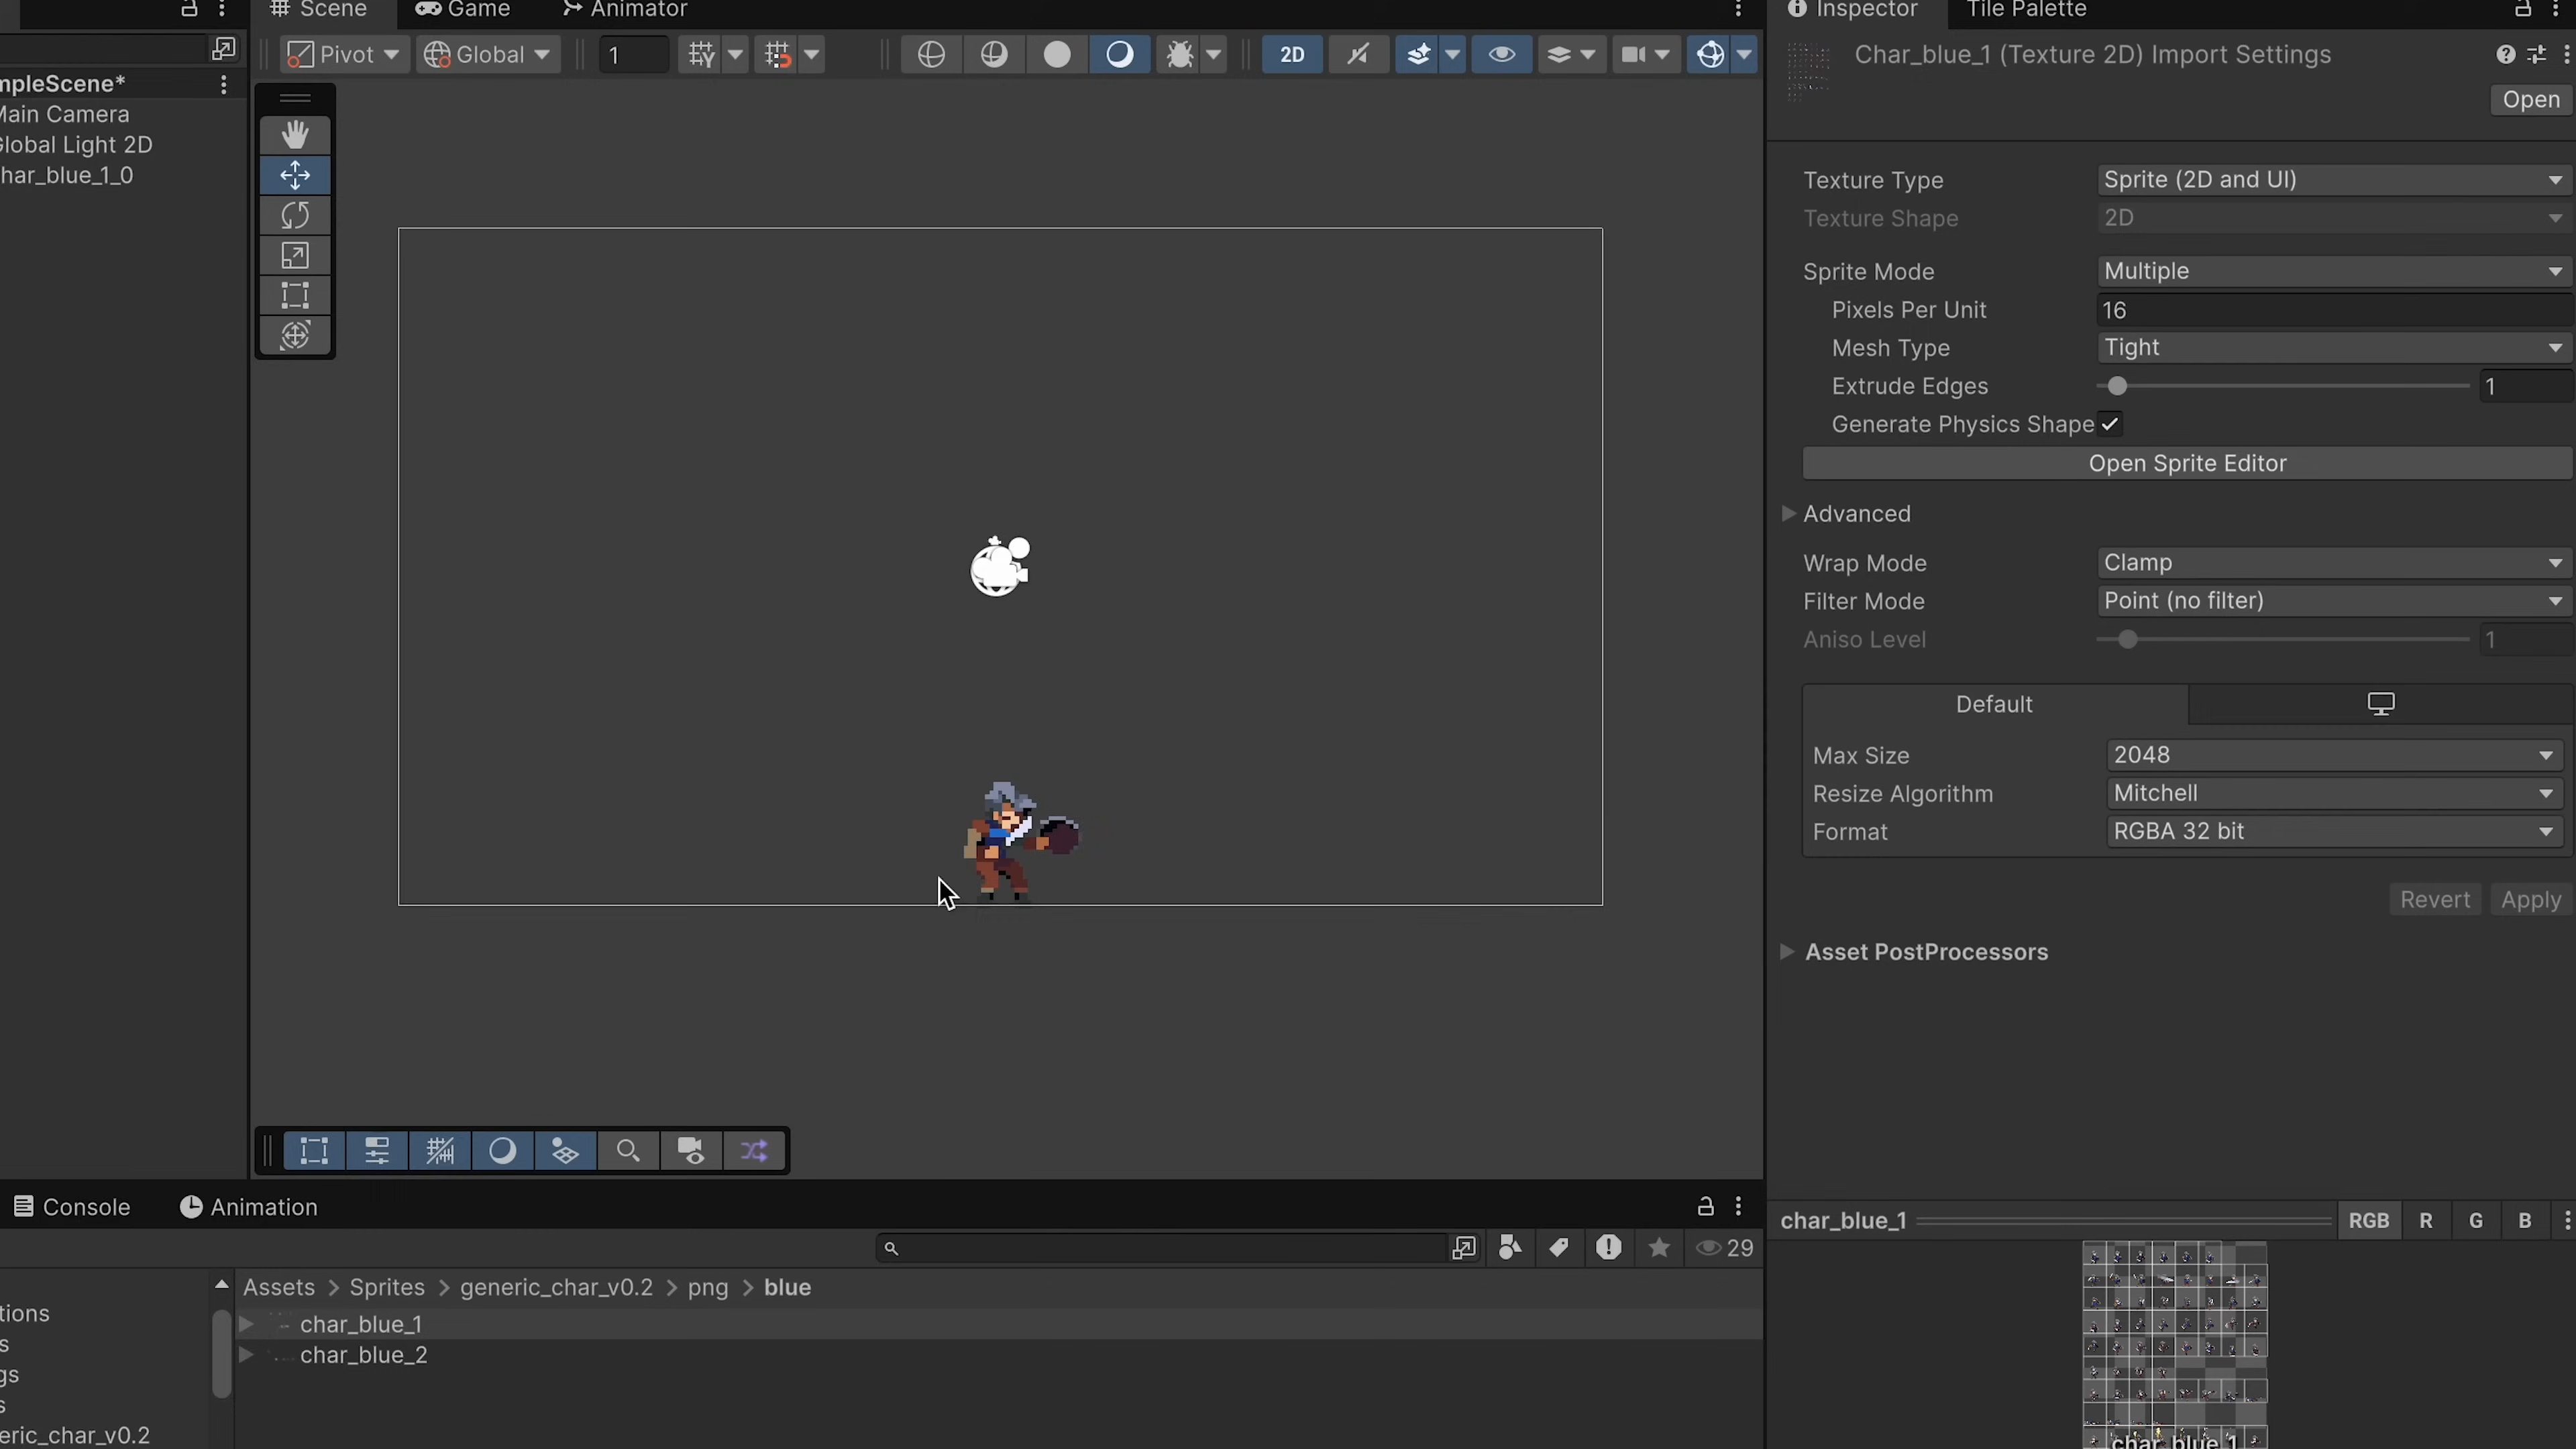 Scene Game Animator
Inspector Tile Palette
Pivot Global 1 2D
Char_blue_1 (Texture 2D) Import Settings
Open
mpleScene*
Main Camera
Global Light 2D
har_blue_1_0
Texture Type Sprite (2D and UI)
Texture Shape 2D
Sprite Mode Multiple
Pixels Per Unit 16
Mesh Type Tight
Extrude Edges 1
Generate Physics Shape
Open Sprite Editor
Advanced
Wrap Mode Clamp
Filter Mode Point (no filter)
Aniso Level 1
Default
Max Size 2048
Resize Algorithm Mitchell
Format RGBA 32 bit
Revert Apply
Asset PostProcessors
Console Animation
29
Assets > Sprites > generic_char_v0.2 > png > blue
tions
s
gs
s
eric_char_v0.2
char_blue_1
char_blue_2
char_blue_1 RGB R G B
char_blue_1